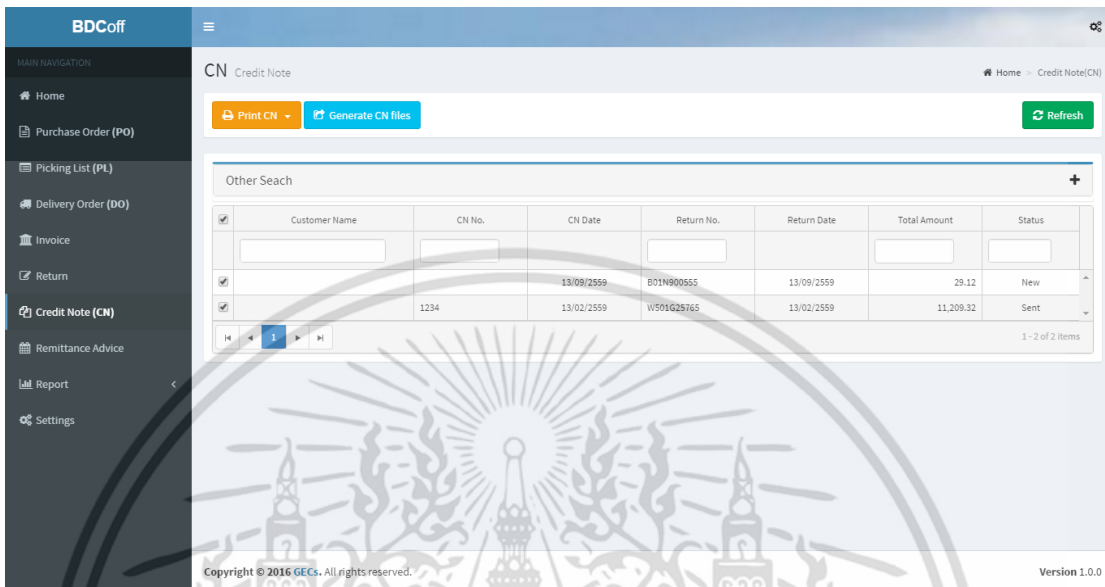 BDCoff
MAIN NAVIGATION
Home
Purchase Order (PO)
Picking List (PL)
Delivery Order (DO)
Invoice
Return
Credit Note (CN)
Remittance Advice
Report
Settings
CN Credit Note
Home > Credit Note(CN)
Print CN
Generate CN files
Refresh
Other Seach
Customer Name CN No. CN Date Return No. Return Date Total Amount Status
13/09/2559 B01N900555 13/09/2559 29.12 New
1234 13/02/2559 W501G25765 13/02/2559 11,209.32 Sent
1
1 - 2 of 2 items
Copyright © 2016 GECs. All rights reserved.
Version 1.0.0